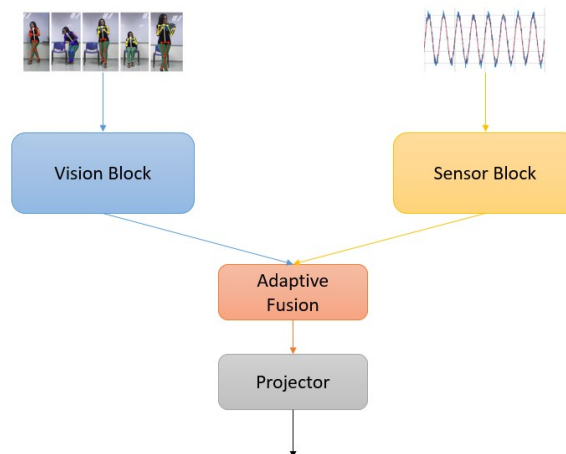 Vision Block
Sensor Block
Adaptive
Fusion
Projector